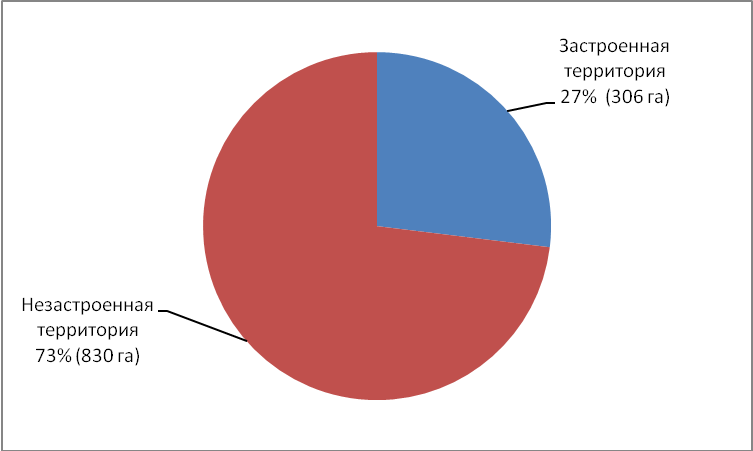 Застроенная
территория
27%  (306 га)
Незастроенная
территория
73% (830 га)